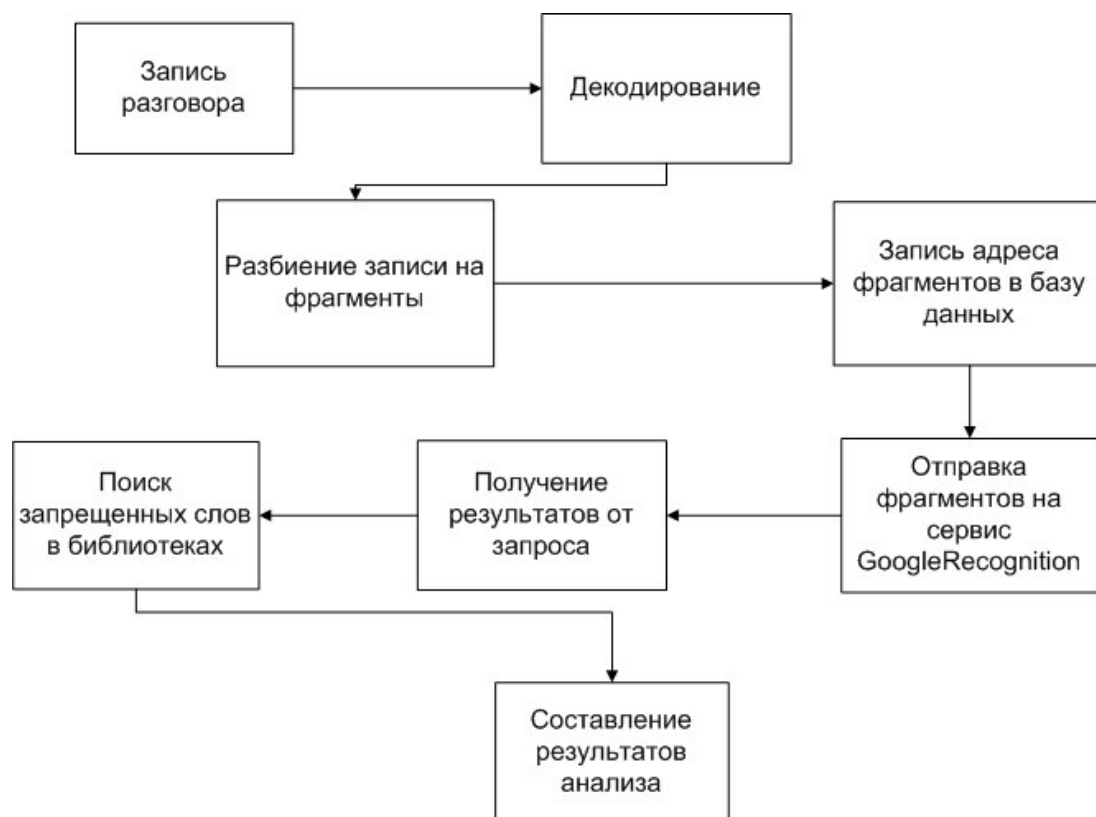 Запись
разговора
Декодирование
Разбиение записи на
фрагменты
Запись адреса
фрагментов в базу
данных
Отправка
фрагментов на
сервис
GoogleRecognition
Получение
результатов от
запроса
Поиск
запрещенных слов
в библиотеках
Составление
результатов
анализа